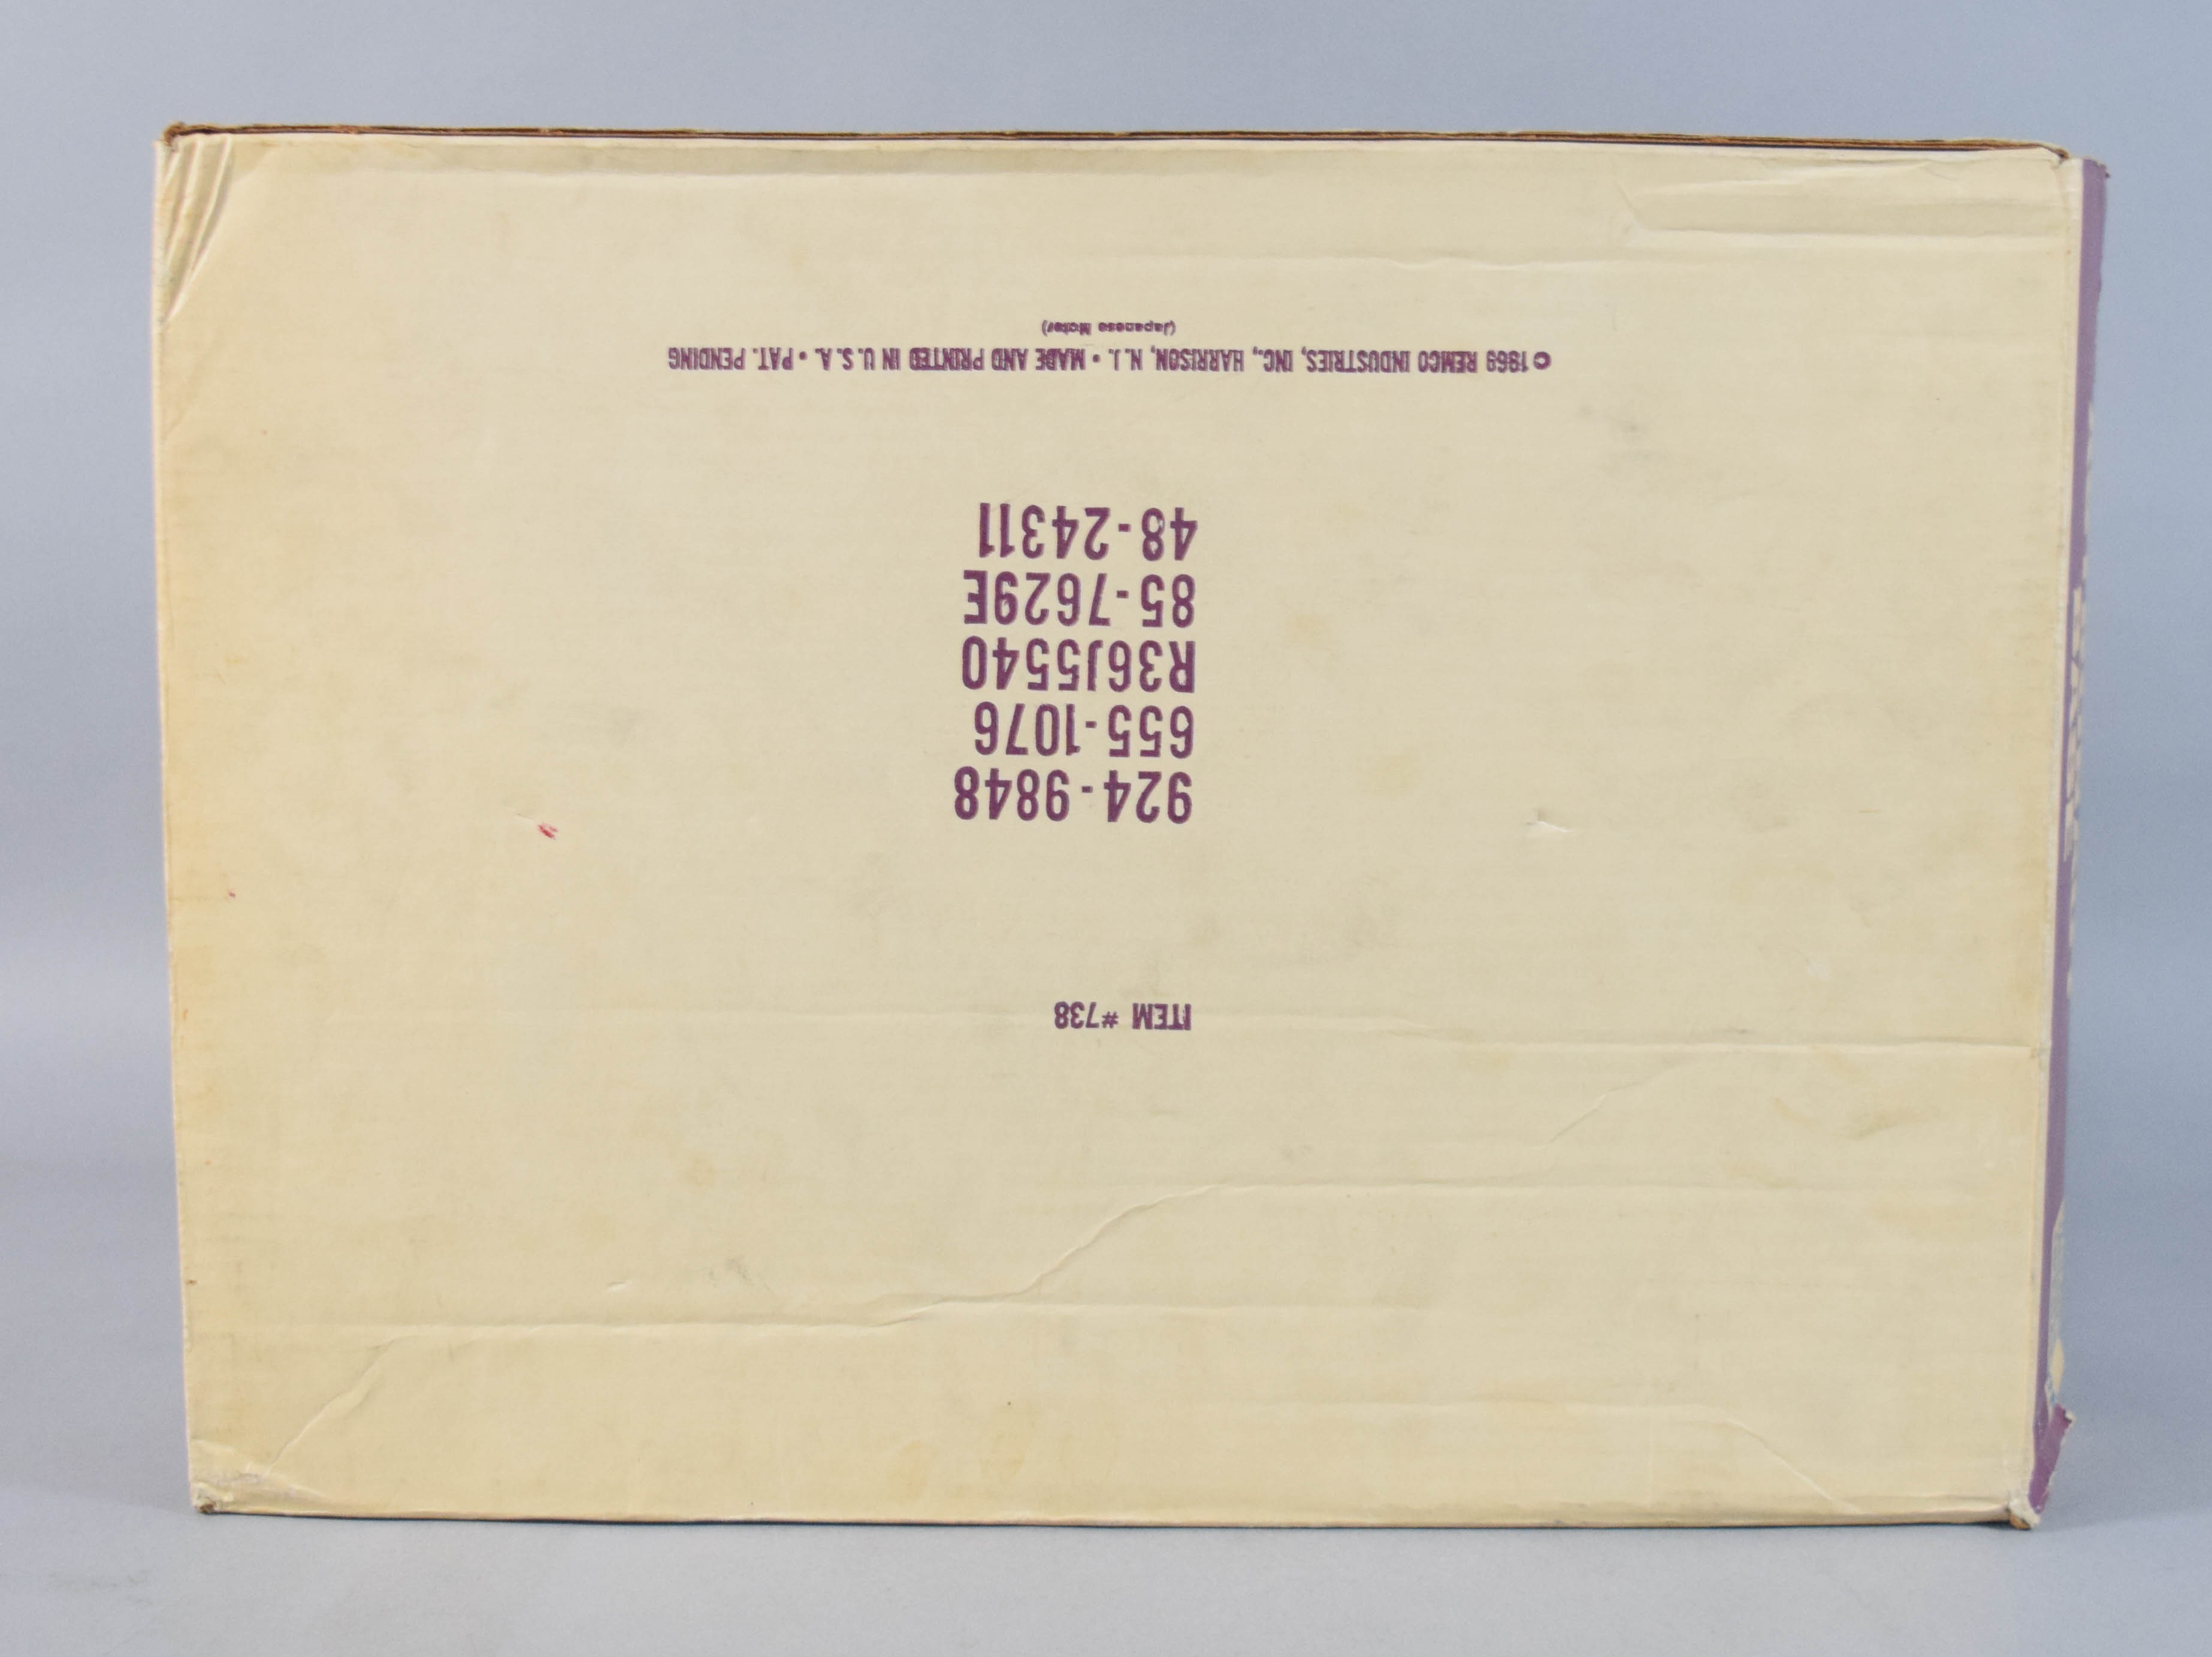 ITEM #738
924-9848
655-1076
R36J5540
85-7629E
48-24311
©1969 REMCO INDUSTRIES, INC., HARRISON, N.J. • MADE AND PRINTED IN U.S.A. • PAT. PENDING
(Japanese Motor)